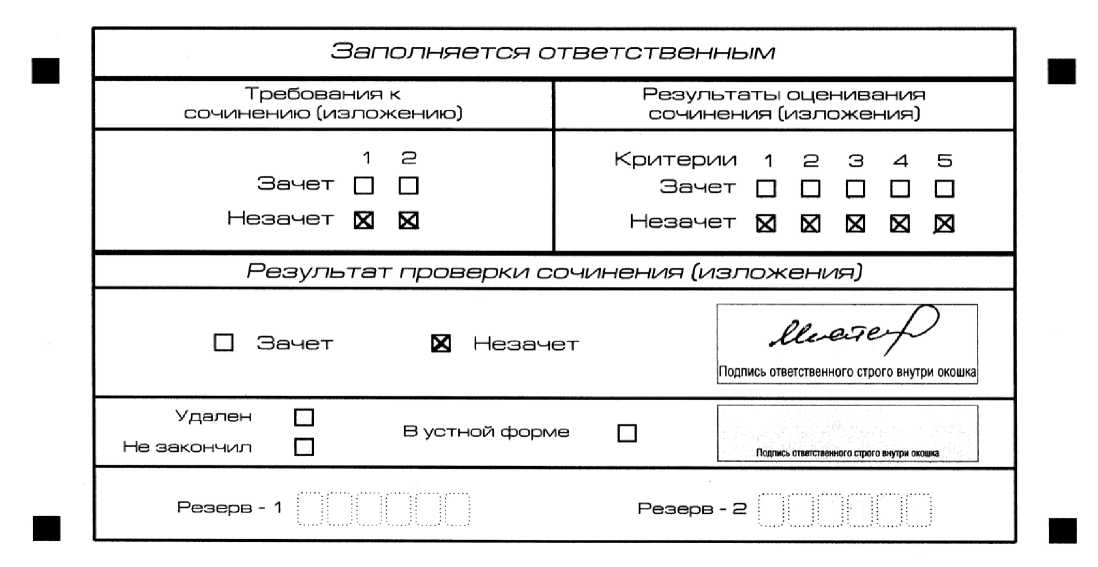 Заполняется ответственным
Требования к
сочинению (изложению)
Результаты оценивания
сочинения (изложения)
1 2
Зачет
Незачет
Критерии 1 2 3 4 5
Зачет
Незачет
Результат проверки сочинения (изложения)
Зачет
Незачет
Подпись ответственного строго внутри окошка
Удален
Не закончил
В устной форме
Подпись ответственного строго внутри окошка
Резерв - 1
Резерв - 2